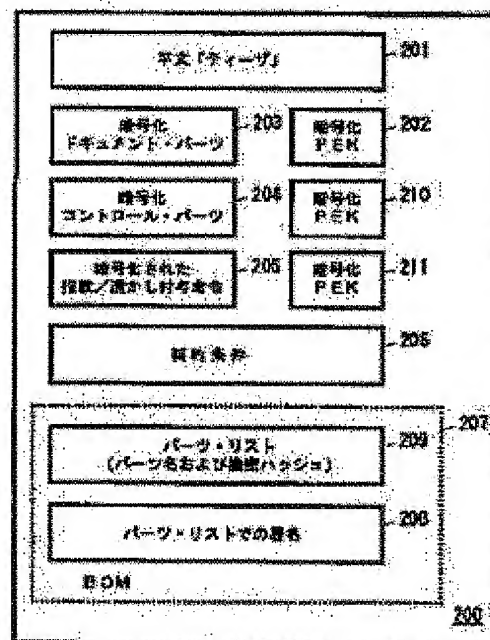 平文「ティーザ」
201
暗号化
ドキュメント・パーツ
203
暗号化
PEK
202
暗号化
コントロール・パーツ
204
暗号化
PEK
210
暗号化された
指紋/透かし付与命令
205
暗号化
PEK
211
契約条件
206
207
パーツ・リスト
(パーツ名および機密ハッシュ)
209
パーツ・リストでの署名
208
BOM
200